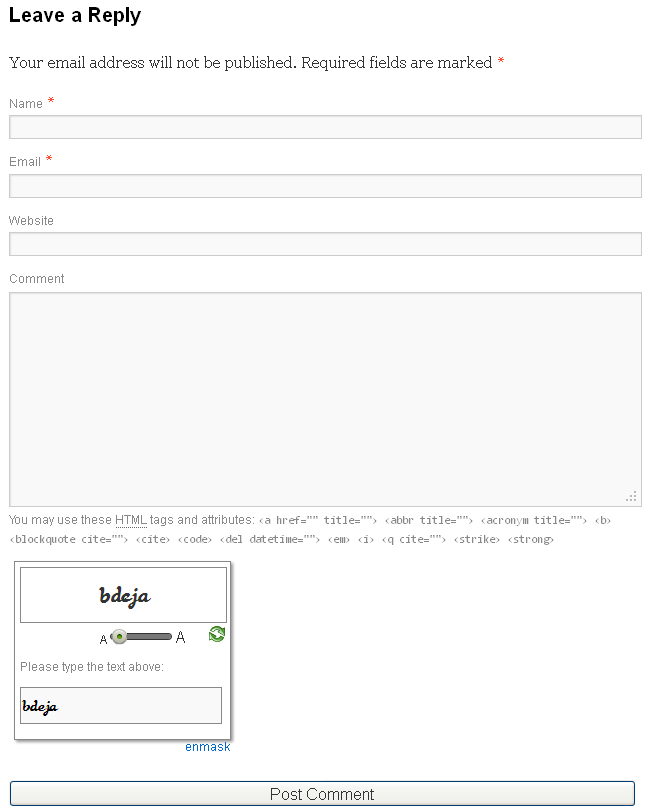 Leave a Reply
Your email address will not be published. Required fields are marked *
Name *
Email *
Website
Comment
You may use these HTML tags and attributes: <a href="" title=""> <abbr title=""> <acronym title=""> <b>
<blockquote cite=""> <cite> <code> <del datetime=""> <em> <i> <q cite=""> <strike> <strong>
bdeja
A A
Please type the text above:
bdeja
enmask
Post Comment